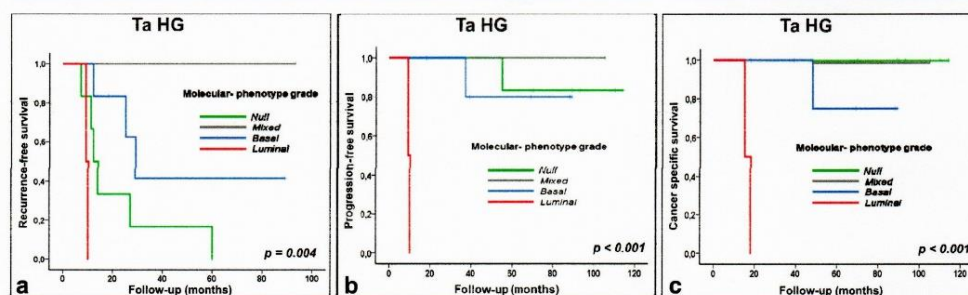 Ta HG
Recurrence-free survival
1,0
0,8
0,6
0,4
0,2
0,0
Molecular- phenotype grade
Null
Mixed
Basal
Luminal
p = 0.004
0
20
40
60
80
100
Follow-up (months)
a
Ta HG
Progression-free survival
1,0
0,8
0,6
0,4
0,2
0,0
Molecular- phenotype grade
Null
Mixed
Basal
Luminal
p < 0.001
0
20
40
60
80
100
120
Follow-up (months)
b
Ta HG
Cancer specific survival
1,0
0,8
0,6
0,4
0,2
0,0
Molecular- phenotype grade
Null
Mixed
Basal
Luminal
p < 0.001
0
20
40
60
80
100
120
Follow-up (months)
c